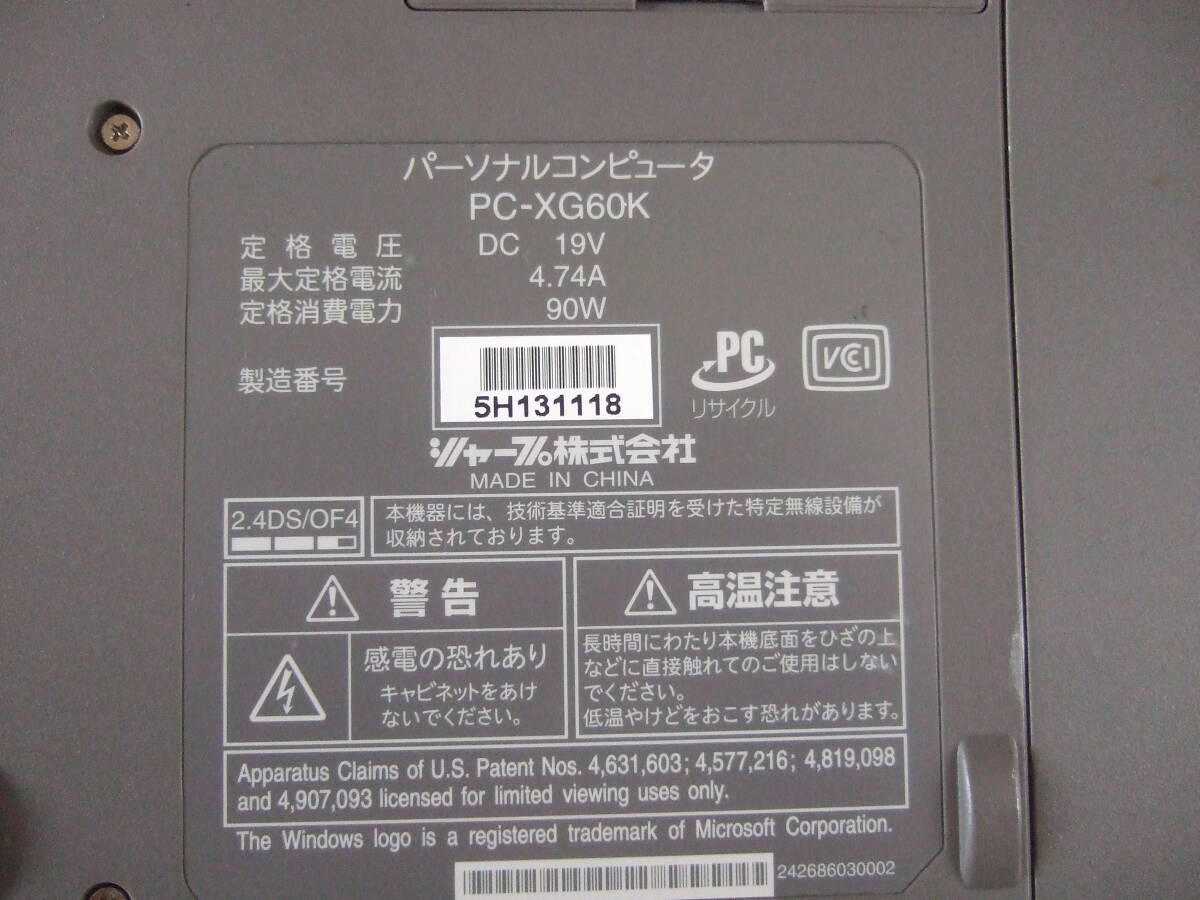 パーソナルコンピュータ
PC-XG60K
定格電圧 DC 19V
最大定格電流 4.74A
定格消費電力 90W
製造番号
5H131118
PC
リサイクル
VCCI
シャープ株式会社
MADE IN CHINA
2.4DS/OF4
本機器には、技術基準適合証明を受けた特定無線設備が
収納されております。
警告
感電の恐れあり
キャビネットをあけ
ないでください。
高温注意
長時間にわたり本機底面をひざの上
などに直接触れてのご使用はしない
でください。
低温やけどをおこす恐れがあります。
Apparatus Claims of U.S. Patent Nos. 4,631,603; 4,577,216; 4,819,098
and 4,907,093 licensed for limited viewing uses only.
The Windows logo is a registered trademark of Microsoft Corporation.
242686030002